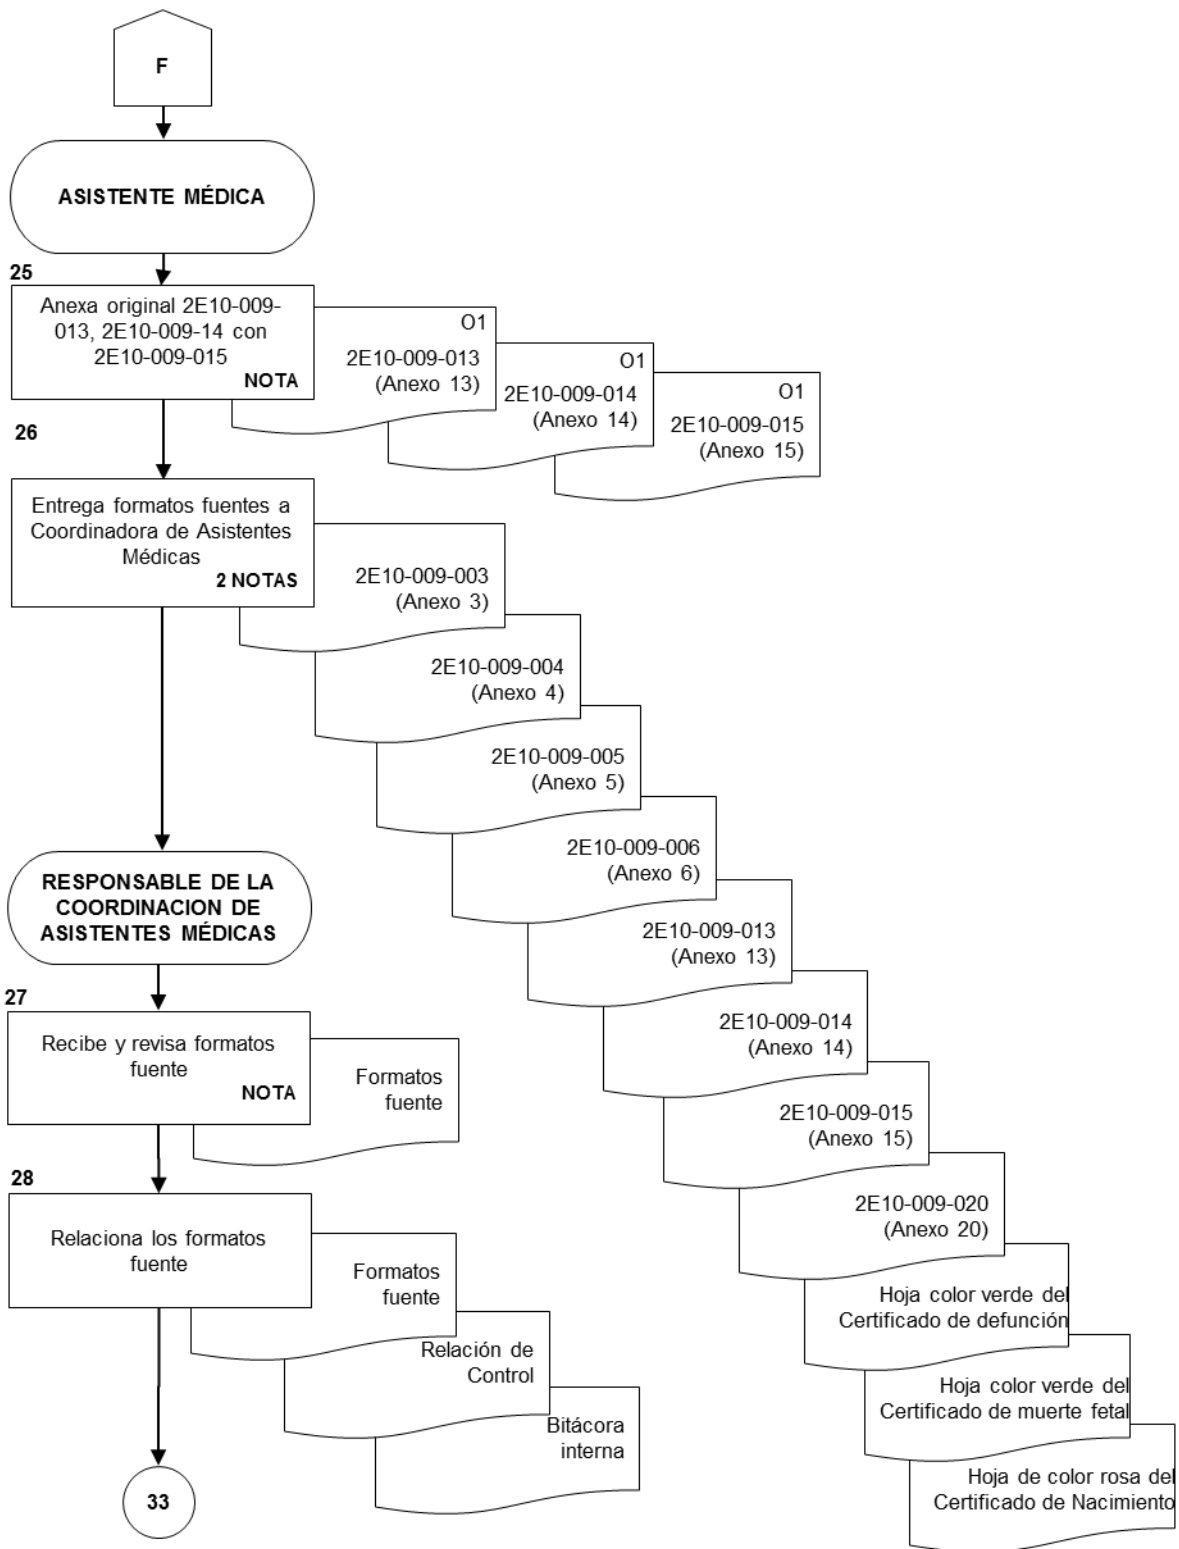 F
ASISTENTE MÉDICA
25
Anexa original 2E10-009-
013, 2E10-009-14 con
2E10-009-015
NOTA
O1
2E10-009-013
(Anexo 13)
O1
2E10-009-014
(Anexo 14)
O1
2E10-009-015
(Anexo 15)
26
Entrega formatos fuentes a
Coordinadora de Asistentes
Médicas
2 NOTAS
2E10-009-003
(Anexo 3)
2E10-009-004
(Anexo 4)
2E10-009-005
(Anexo 5)
2E10-009-006
(Anexo 6)
2E10-009-013
(Anexo 13)
2E10-009-014
(Anexo 14)
2E10-009-015
(Anexo 15)
2E10-009-020
(Anexo 20)
Hoja color verde del
Certificado de defunción
Hoja color verde del
Certificado de muerte fetal
Hoja de color rosa del
Certificado de Nacimiento
RESPONSABLE DE LA
COORDINACION DE
ASISTENTES MÉDICAS
27
Recibe y revisa formatos
fuente
NOTA
Formatos
fuente
28
Relaciona los formatos
fuente
Formatos
fuente
Relación de
Control
Bitácora
interna
33